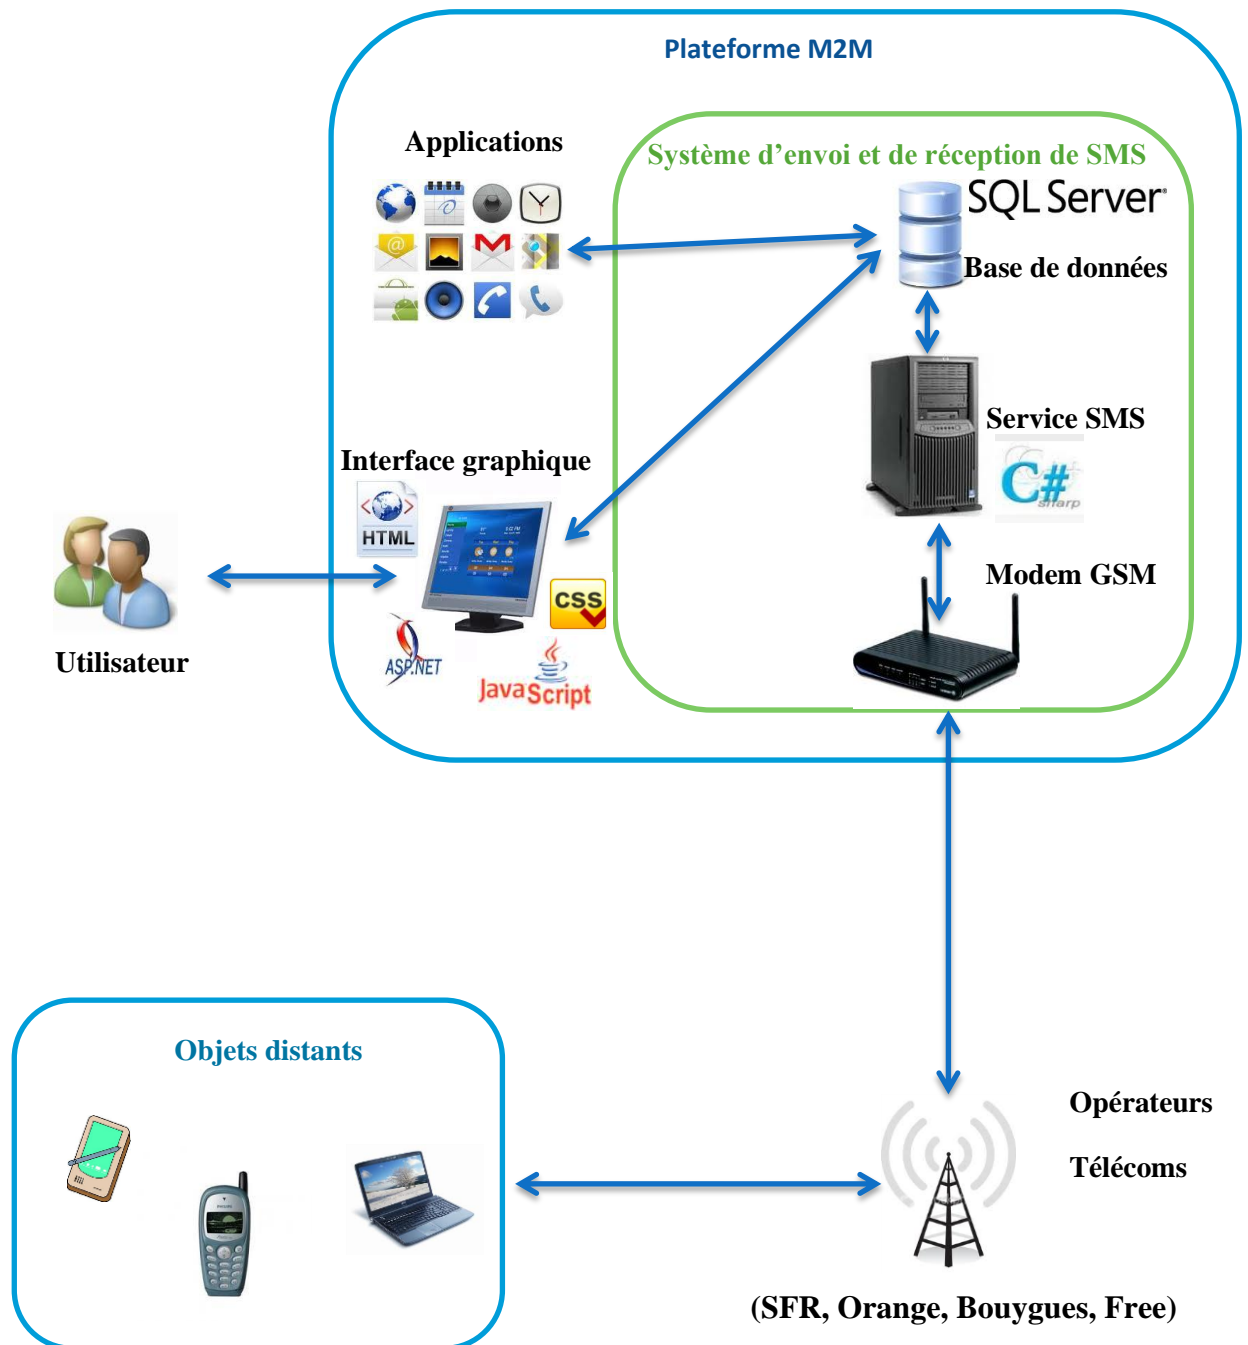 Plateforme M2M
Applications
Système d’envoi et de réception de SMS
SQL Server
Base de données
Service SMS
C#
sharp
Interface graphique
< >
HTML
CSS
ASP.NET
JavaScript
Modem GSM
Utilisateur
Objets distants
Opérateurs
Télécoms
(SFR, Orange, Bouygues, Free)